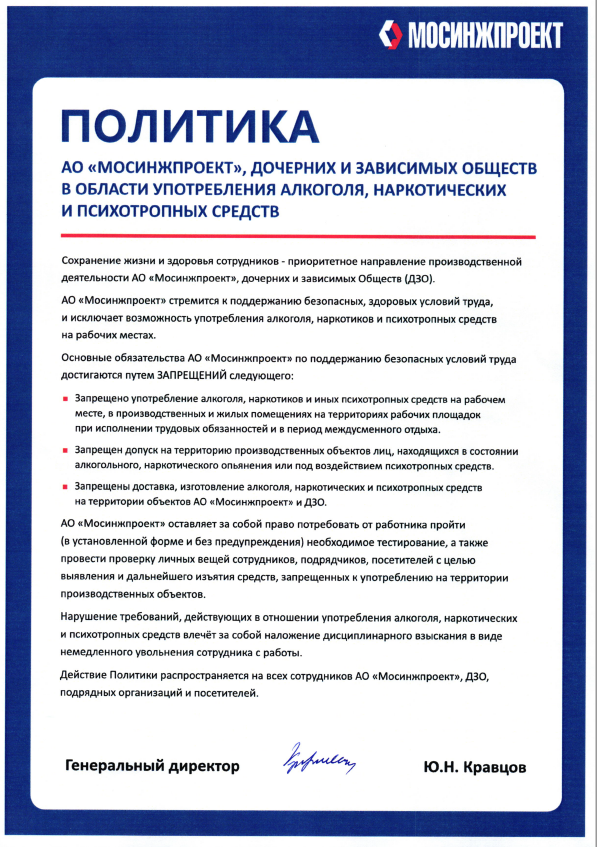 МОСИНЖПРОЕКТ
ПОЛИТИКА
АО «МОСИНЖПРОЕКТ», ДОЧЕРНИХ И ЗАВИСИМЫХ ОБЩЕСТВ
В ОБЛАСТИ УПОТРЕБЛЕНИЯ АЛКОГОЛЯ, НАРКОТИЧЕСКИХ
И ПСИХОТРОПНЫХ СРЕДСТВ
Сохранение жизни и здоровья сотрудников - приоритетное направление производственной
деятельности АО «Мосинжпроект», дочерних и зависимых Обществ (ДЗО).
АО «Мосинжпроект» стремится к поддержанию безопасных, здоровых условий труда,
и исключает возможность употребления алкоголя, наркотиков и психотропных средств
на рабочих местах.
Основные обязательства АО «Мосинжпроект» по поддержанию безопасных условий труда
достигаются путем ЗАПРЕЩЕНИЙ следующего:
Запрещено употребление алкоголя, наркотиков и иных психотропных средств на рабочем
месте, в производственных и жилых помещениях на территориях рабочих площадок
при исполнении трудовых обязанностей и в период междусменного отдыха.
Запрещен допуск на территорию производственных объектов лиц, находящихся в состоянии
алкогольного, наркотического опьянения или под воздействием психотропных средств.
Запрещены доставка, изготовление алкоголя, наркотических и психотропных средств
на территории объектов АО «Мосинжпроект» и ДЗО.
АО «Мосинжпроект» оставляет за собой право потребовать от работника пройти
(в установленной форме и без предупреждения) необходимое тестирование, а также
провести проверку личных вещей сотрудников, подрядчиков, посетителей с целью
выявления и дальнейшего изъятия средств, запрещенных к употреблению на территории
производственных объектов.
Нарушение требований, действующих в отношении употребления алкоголя, наркотических
и психотропных средств влечёт за собой наложение дисциплинарного взыскания в виде
немедленного увольнения сотрудника с работы.
Действие Политики распространяется на всех сотрудников АО «Мосинжпроект», ДЗО,
подрядных организаций и посетителей.
Генеральный директор Ю.Н. Кравцов